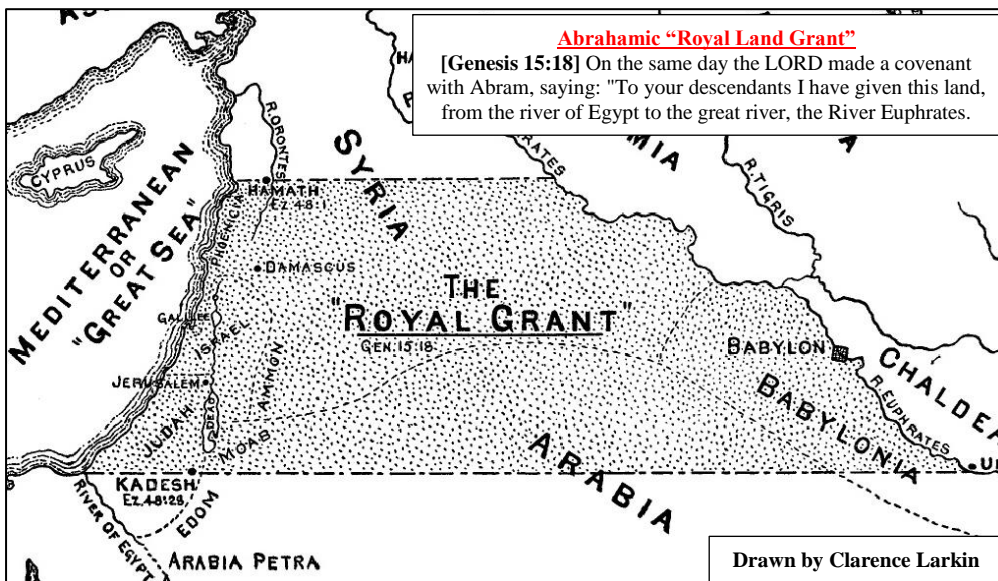 Abrahamic “Royal Land Grant”
[Genesis 15:18] On the same day the LORD made a covenant
with Abram, saying: "To your descendants I have given this land,
from the river of Egypt to the great river, the River Euphrates.
CYPRUS
MEDITERRANEAN
OR
"GREAT SEA"
R. ORONTES
SYRIA
R. TIGRIS
HAMATH
EZ. 48:1
PHOENICIA
DAMASCUS
THE
"ROYAL GRANT"
GEN. 15:18
GALILEE
ISRAEL
JERUSALEM
AMMON
JUDAH
DEAD
MOAB
BABYLON
CHALDEA
R. EUPHRATES
BABYLONIA
ARABIA
KADESH
EZ. 48:28
EDOM
RIVER OF EGYPT
ARABIA PETRA
Drawn by Clarence Larkin